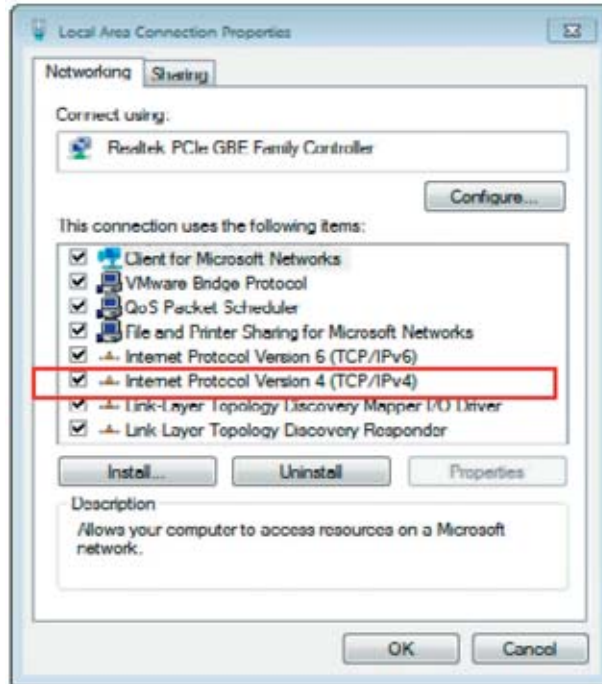 Local Area Connection Properties
Networking
Sharing
Connect using:
Realtek PCIe GBE Family Controller
Configure...
This connection uses the following items:
Client for Microsoft Networks
VMware Bridge Protocol
QoS Packet Scheduler
File and Printer Sharing for Microsoft Networks
Internet Protocol Version 6 (TCP/IPv6)
Internet Protocol Version 4 (TCP/IPv4)
Link-Layer Topology Discovery Mapper I/O Driver
Link-Layer Topology Discovery Responder
Install...
Uninstall
Properties
Description
Allows your computer to access resources on a Microsoft
network.
OK
Cancel